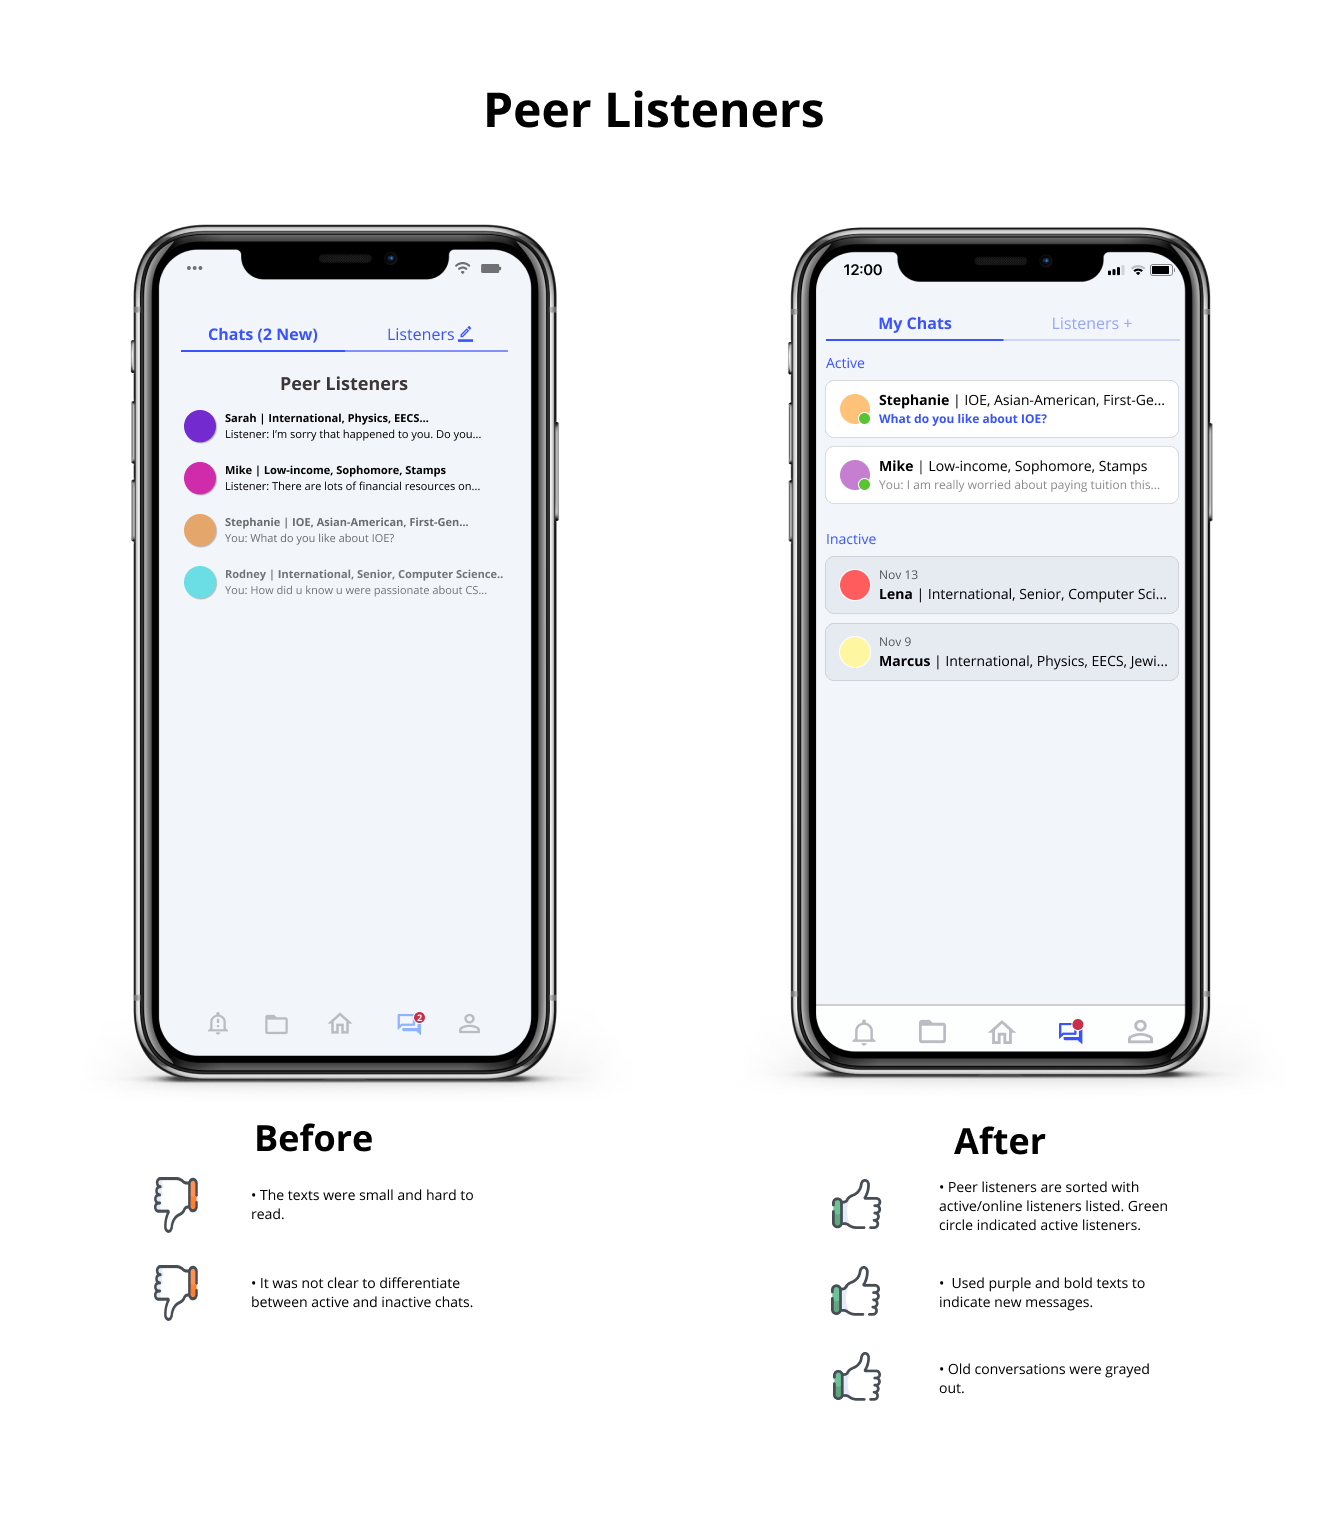 Peer Listeners
Chats (2 New)
Listeners
Peer Listeners
Sarah | International, Physics, EECS...
Listener: I'm sorry that happened to you. Do you...
Mike | Low-income, Sophomore, Stamps
Listener: There are lots of financial resources on...
Stephanie | IOE, Asian-American, First-Gen...
You: What do you like about IOE?
Rodney | International, Senior, Computer Science..
You: How did u know u were passionate about CS...
2
12:00
My Chats
Listeners +
Active
Stephanie | IOE, Asian-American, First-Ge...
What do you like about IOE?
Mike | Low-income, Sophomore, Stamps
You: I am really worried about paying tuition this...
Inactive
Nov 13
Lena | International, Senior, Computer Sci...
Nov 9
Marcus | International, Physics, EECS, Jewi...
Before
• The texts were small and hard to
read.
• It was not clear to differentiate
between active and inactive chats.
After
• Peer listeners are sorted with
active/online listeners listed. Green
circle indicated active listeners.
• Used purple and bold texts to
indicate new messages.
• Old conversations were grayed
out.